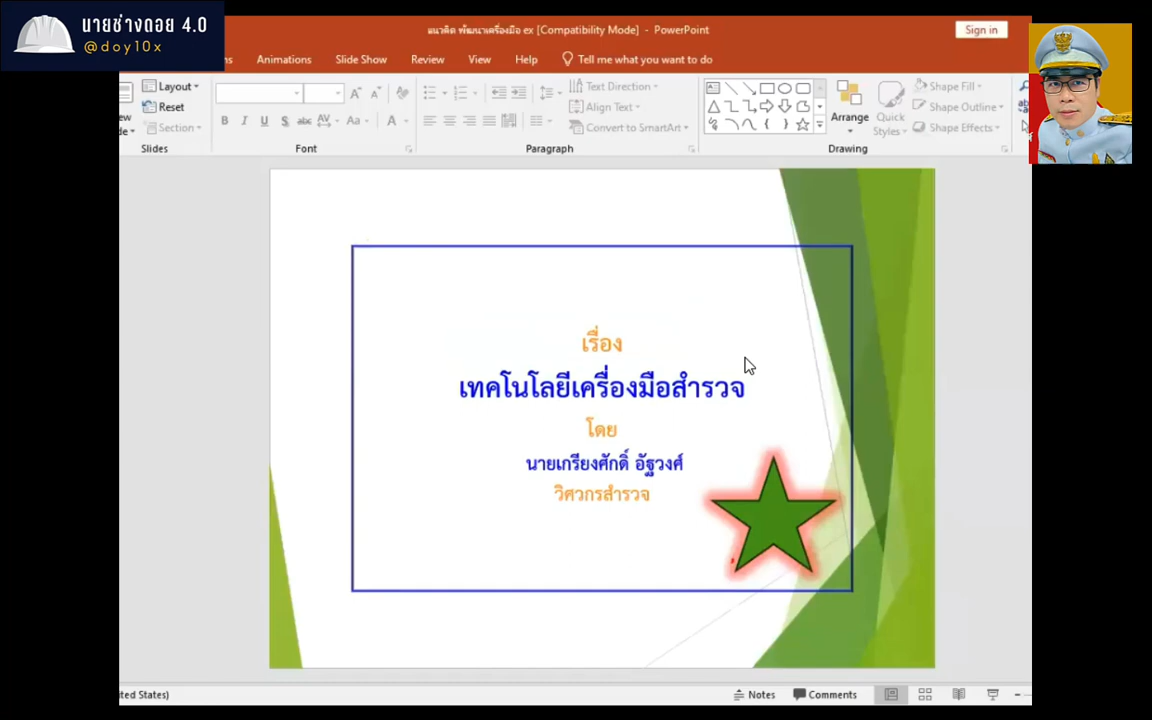 นายช่างดอย 4.0
@doy10x
แนวคิด พัฒนาเครื่องมือ ex [Compatibility Mode] - PowerPoint
Sign in
Animations
Slide Show
Review
View
Help
Tell me what you want to do
Layout
Reset
Section
Slides
B I U S abc AV Aa A
Font
Text Direction
Align Text
Convert to SmartArt
Paragraph
Arrange
Quick
Styles
Shape Fill
Shape Outline
Shape Effects
Drawing
เรื่อง
เทคโนโลยีเครื่องมือสำรวจ
โดย
นายเกรียงศักดิ์ อัฐวงศ์
วิศวกรสำรวจ
ited States)
Notes
Comments